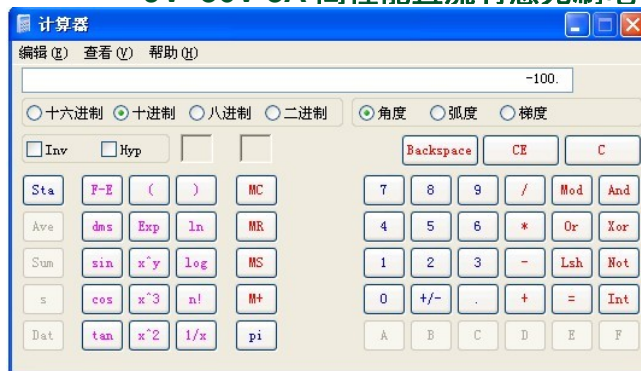 计算器
编辑(E) 查看(V) 帮助(H)
-100.
十六进制 十进制 八进制 二进制 角度 弧度 梯度
Inv Hyp Backspace CE C
Sta F-E ( ) MC 7 8 9 / Mod And
Ave dms Exp ln MR 4 5 6 * Or Xor
Sum sin x^y log MS 1 2 3 - Lsh Not
s cos x^3 n! M+ 0 +/- . + = Int
Dat tan x^2 1/x pi A B C D E F